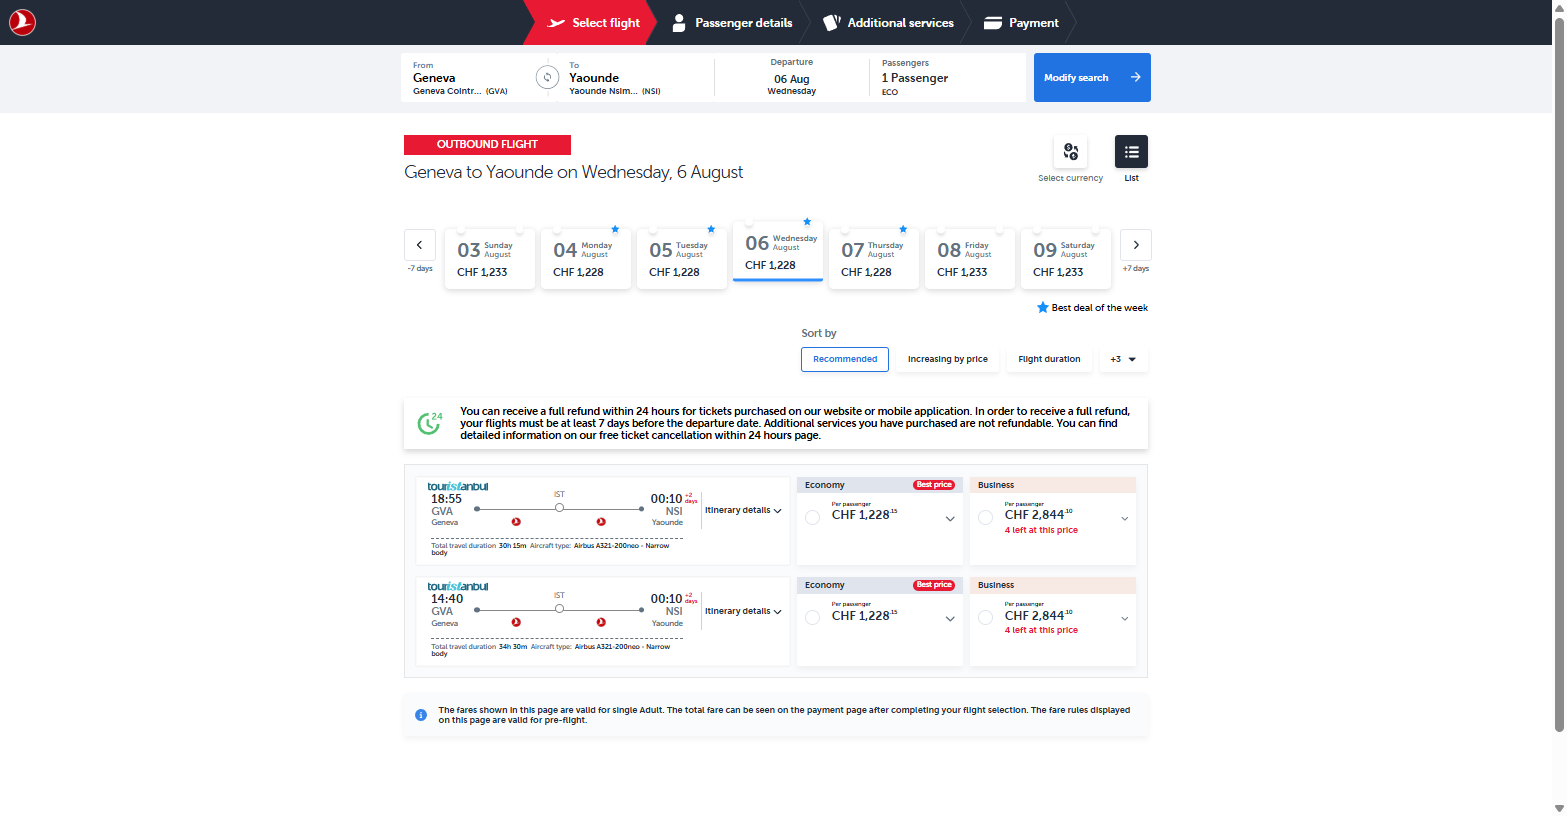 Select flight
Passenger details
Additional services
Payment
From
Geneva
Geneva Cointr... (GVA)
To
Yaounde
Yaounde Nsim... (NSI)
Departure
06 Aug
Wednesday
Passengers
1 Passenger
ECO
Modify search
OUTBOUND FLIGHT
Geneva to Yaounde on Wednesday, 6 August
Select currency
List
-7 days
03 Sunday August
CHF 1,233
04 Monday August
CHF 1,228
05 Tuesday August
CHF 1,228
06 Wednesday August
CHF 1,228
07 Thursday August
CHF 1,228
08 Friday August
CHF 1,233
09 Saturday August
CHF 1,233
+7 days
Best deal of the week
Sort by
Recommended
Increasing by price
Flight duration
+3
24
You can receive a full refund within 24 hours for tickets purchased on our website or mobile application. In order to receive a full refund,
your flights must be at least 7 days before the departure date. Additional services you have purchased are not refundable. You can find
detailed information on our free ticket cancellation within 24 hours page.
touristanbul
18:55
GVA
Geneva
IST
00:10 +2 days
NSI
Yaounde
Itinerary details
Total travel duration 30h 15m Aircraft type: Airbus A321-200neo - Narrow
body
Economy
Best price
Per passenger
CHF 1,228.15
Business
Per passenger
CHF 2,844.10
4 left at this price
touristanbul
14:40
GVA
Geneva
IST
00:10 +2 days
NSI
Yaounde
Itinerary details
Total travel duration 34h 30m Aircraft type: Airbus A321-200neo - Narrow
body
Economy
Best price
Per passenger
CHF 1,228.15
Business
Per passenger
CHF 2,844.10
4 left at this price
The fares shown in this page are valid for single Adult. The total fare can be seen on the payment page after completing your flight selection. The fare rules displayed
on this page are valid for pre-flight.